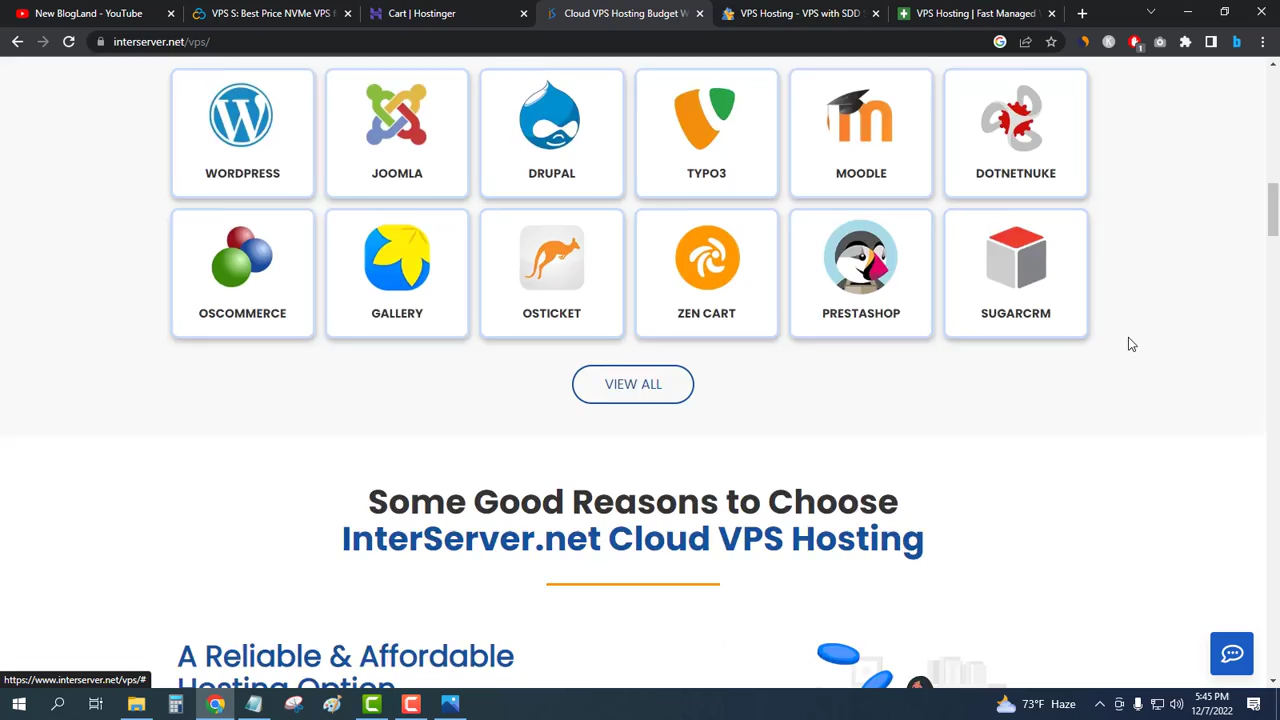 New BlogLand - YouTube
VPS S: Best Price NVMe VPS f
Cart | Hostinger
Cloud VPS Hosting Budget W
VPS Hosting - VPS with SDD S
VPS Hosting | Fast Managed V
interserver.net/vps/
WORDPRESS
JOOMLA
DRUPAL
TYPO3
MOODLE
DOTNETNUKE
OSCOMMERCE
GALLERY
OSTICKET
ZEN CART
PRESTASHOP
SUGARCRM
VIEW ALL
Some Good Reasons to Choose
InterServer.net Cloud VPS Hosting
A Reliable & Affordable
Hosting Option
https://www.interserver.net/vps/#
73°F Haze
5:45 PM
12/7/2022